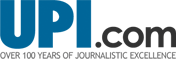 UPI.com
OVER 100 YEARS OF JOURNALISTIC EXCELLENCE